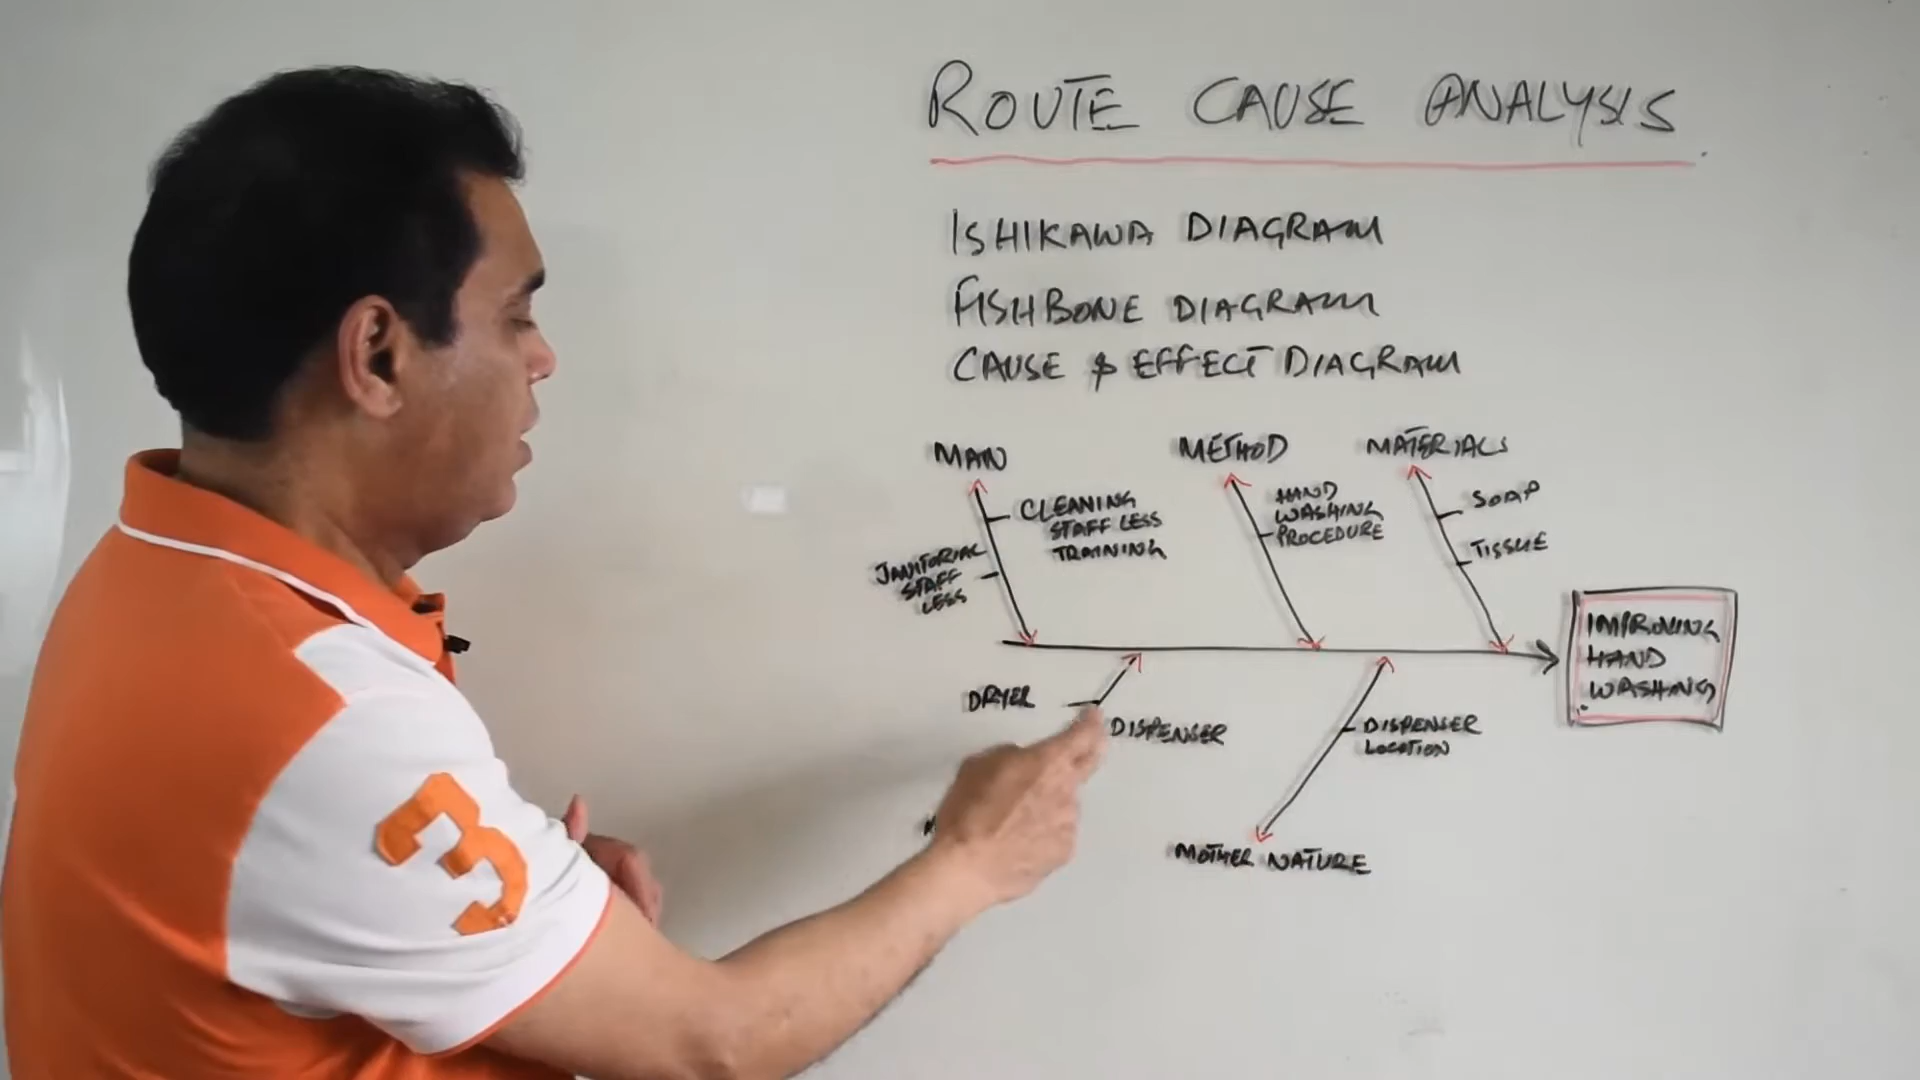 ROUTE CAUSE ANALYSIS
ISHIKAWA DIAGRAM
FISHBONE DIAGRAM
CAUSE & EFFECT DIAGRAM
MAN
METHOD
MATERIALS
CLEANING
STAFF LESS
TRAINING
JANITORIAL
STAFF
LESS
HAND
WASHING
PROCEDURE
SOAP
TISSUE
IMPROVING
HAND
WASHING
DRYER
DISPENSER
DISPENSER
LOCATION
MOTHER NATURE
3